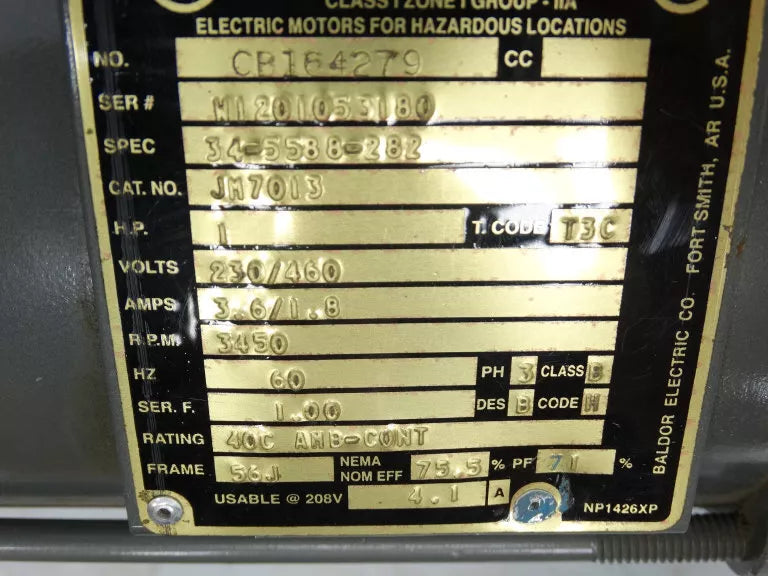 CLASS I ZONE 1 GROUP - IIA
ELECTRIC MOTORS FOR HAZARDOUS LOCATIONS
NO. CB164279 CC
SER # W1201053180
SPEC 34-5588-282
CAT. NO. JM7013
H.P. 1 T. CODE T3C
VOLTS 230/460
AMPS 3.6/1.8
R.P.M. 3450
HZ 60 PH 3 CLASS B
SER. F. 1.00 DES B CODE H
RATING 40C AMB-CONT
FRAME 56J NEMA NOM EFF 75.5 % PF 71 %
USABLE @ 208V 4.1 A
NP1426XP
BALDOR ELECTRIC CO. FORT SMITH, AR U.S.A.